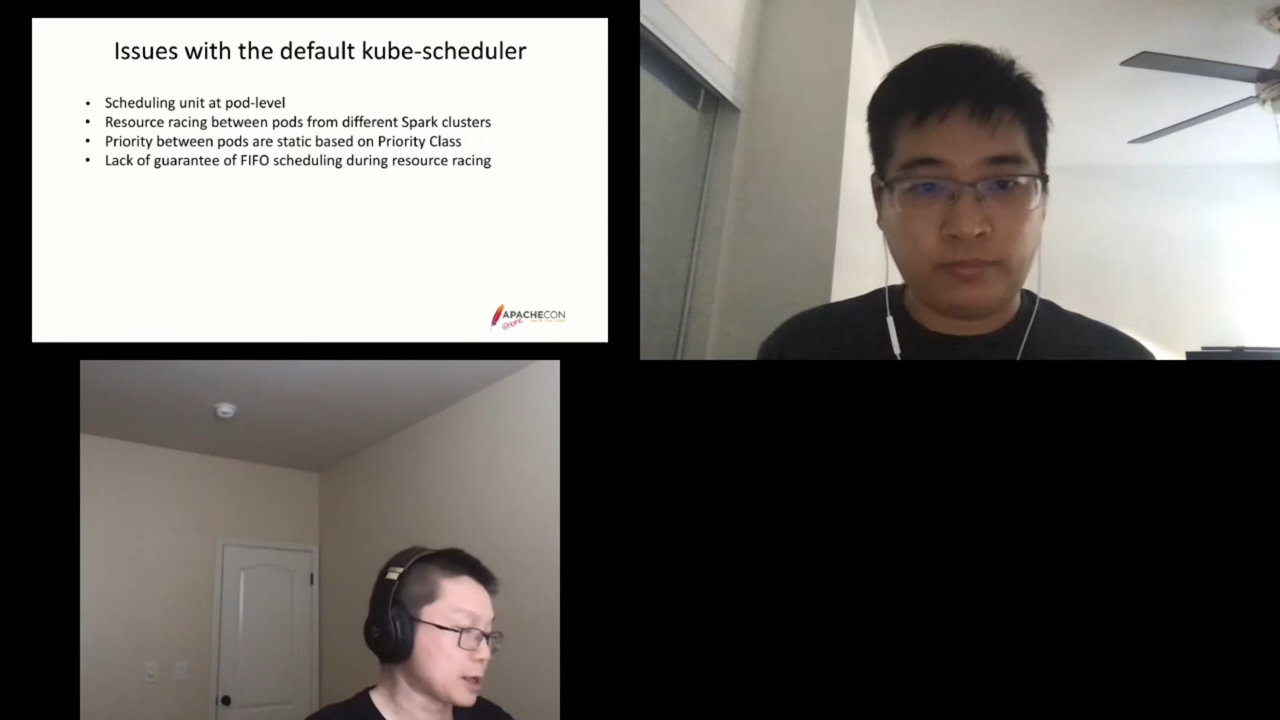 Issues with the default kube-scheduler
• Scheduling unit at pod-level
• Resource racing between pods from different Spark clusters
• Priority between pods are static based on Priority Class
• Lack of guarantee of FIFO scheduling during resource racing
APACHECON
@HOME